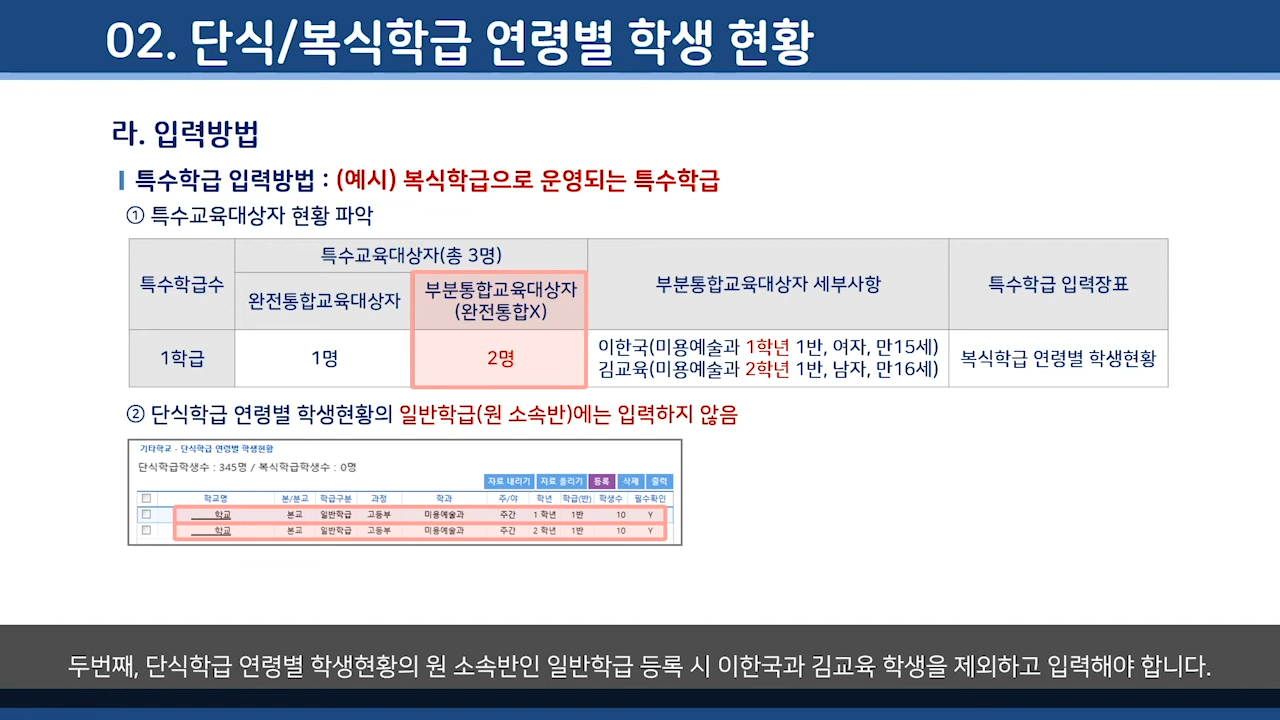 02. 단식/복식학급 연령별 학생 현황
라. 입력방법
특수학급 입력방법 : (예시) 복식학급으로 운영되는 특수학급
① 특수교육대상자 현황 파악
특수학급수
특수교육대상자(총 3명)
완전통합교육대상자
부분통합교육대상자
(완전통합X)
부분통합교육대상자 세부사항
특수학급 입력장표
1학급
1명
2명
이한국(미용예술과 1학년 1반, 여자, 만15세)
김교육(미용예술과 2학년 1반, 남자, 만16세)
복식학급 연령별 학생현황
② 단식학급 연령별 학생현황의 일반학급(원 소속반)에는 입력하지 않음
기타학교 - 단식학급 연령별 학생현황
단식학급학생수 : 345명 / 복식학급학생수 : 0명
자료 내리기 자료 올리기 등록 삭제 출력
학교명 본/분교 학급구분 과정 학과 주/야 학년 학급(반) 학생수 필수확인
학교 본교 일반학급 고등부 미용예술과 주간 1 학년 1반 10 Y
학교 본교 일반학급 고등부 미용예술과 주간 2 학년 1반 10 Y
두번째, 단식학급 연령별 학생현황의 원 소속반인 일반학급 등록 시 이한국과 김교육 학생을 제외하고 입력해야 합니다.